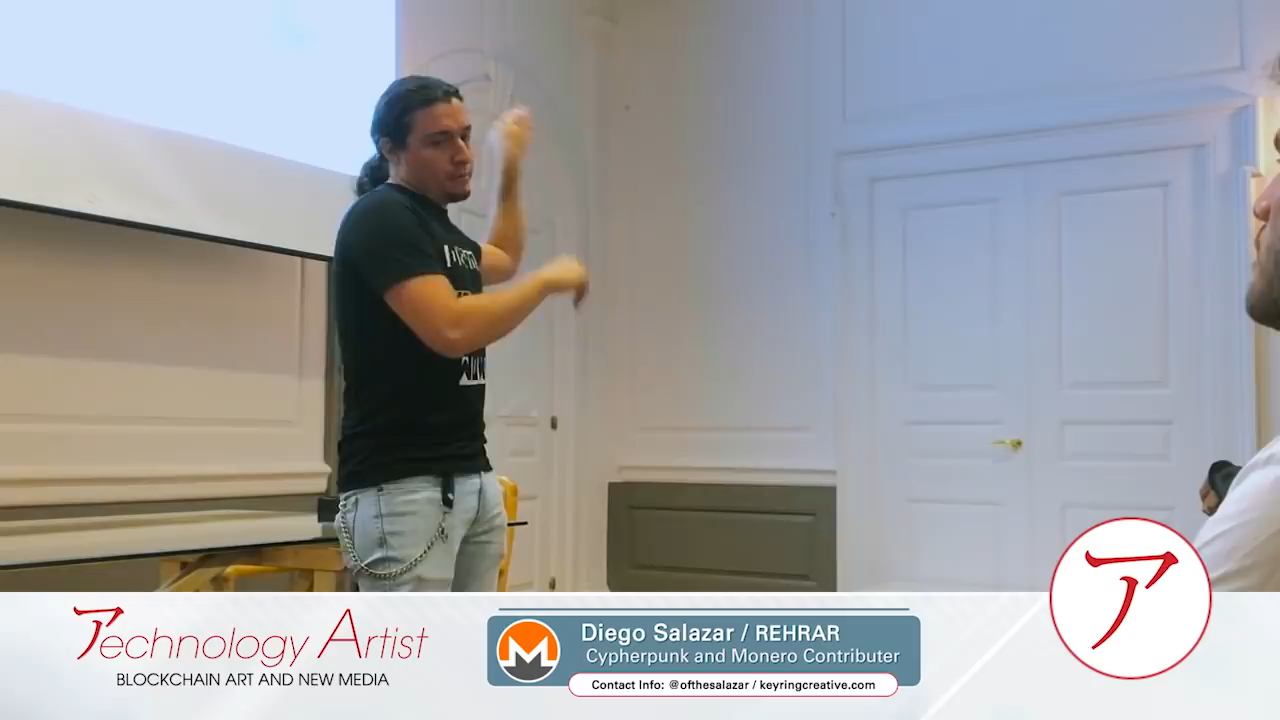 Technology Artist
BLOCKCHAIN ART AND NEW MEDIA
Diego Salazar / REHRAR
Cypherpunk and Monero Contributer
Contact Info: @ofthesalazar / keyringcreative.com